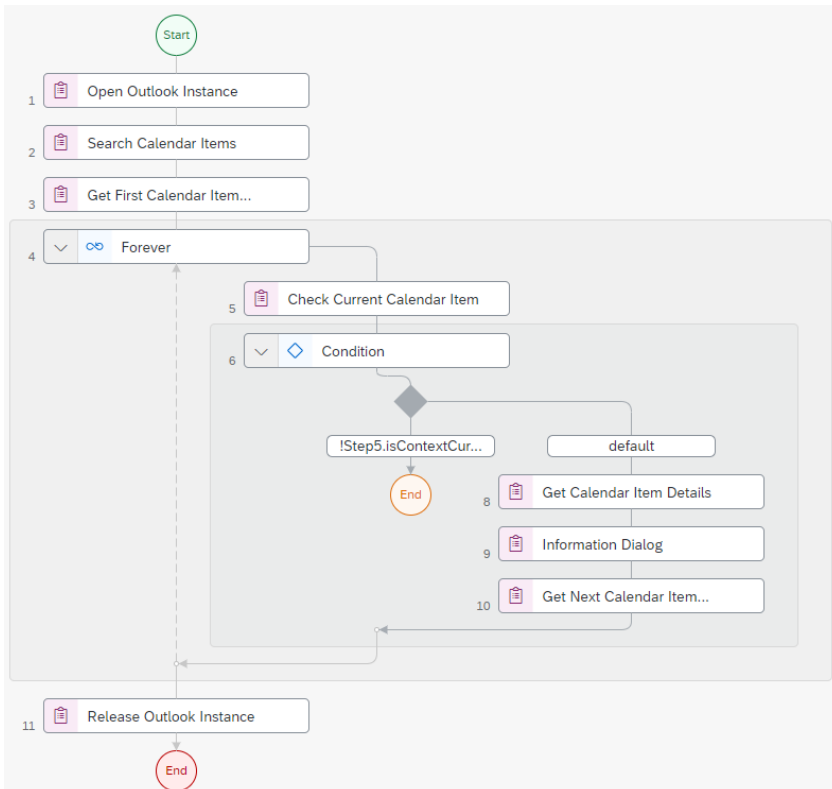 Start
1 Open Outlook Instance
2 Search Calendar Items
3 Get First Calendar Item...
4 Forever
5 Check Current Calendar Item
6 Condition
!Step5.isContextCur... default
End
8 Get Calendar Item Details
9 Information Dialog
10 Get Next Calendar Item...
11 Release Outlook Instance
End